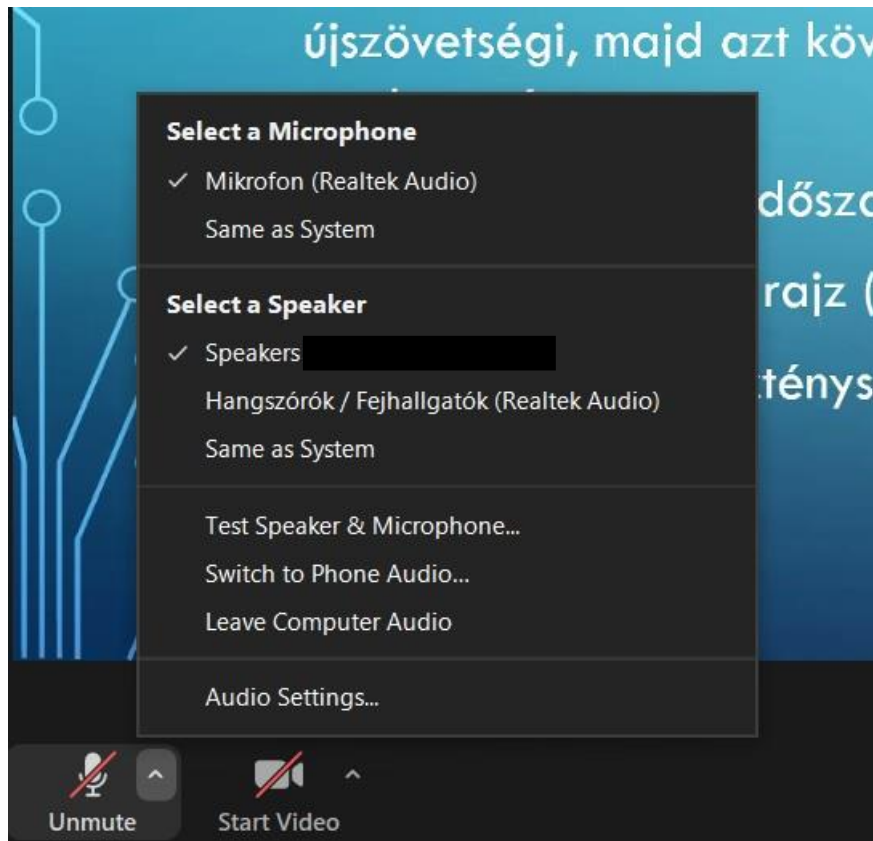 újszövetségi, majd azt köv
Select a Microphone
Mikrofon (Realtek Audio)
Same as System
dősza
Select a Speaker
rajz (
Speakers
Hangszórók / Fejhallgatók (Realtek Audio)
ténys
Same as System
Test Speaker & Microphone...
Switch to Phone Audio...
Leave Computer Audio
Audio Settings...
Unmute
Start Video